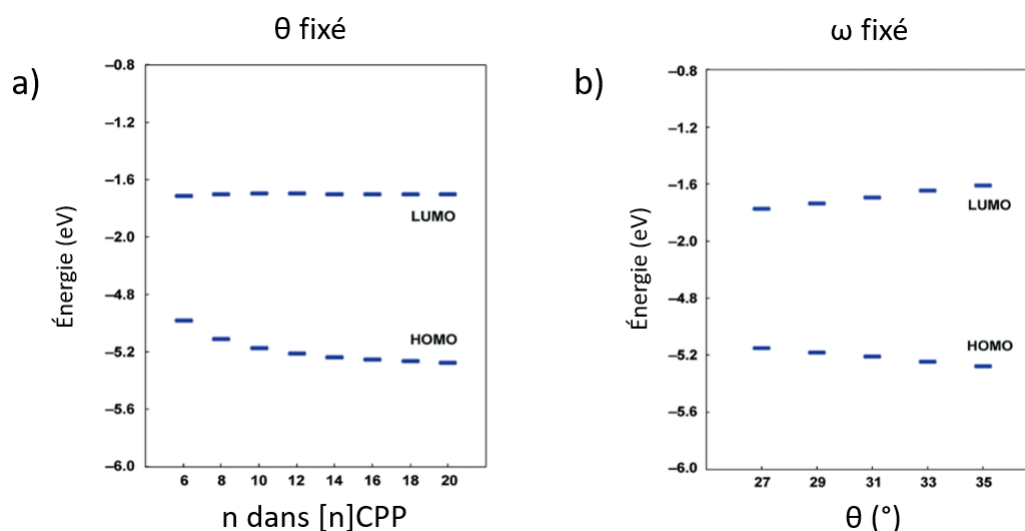 θ fixé
a)
Énergie (eV)
−0.8
−1.2
−1.6
−2.0
−4.8
−5.2
−5.6
−6.0
LUMO
HOMO
6 8 10 12 14 16 18 20
n dans [n]CPP
ω fixé
b)
Énergie (eV)
−0.8
−1.2
−1.6
−2.0
−4.8
−5.2
−5.6
−6.0
LUMO
HOMO
27 29 31 33 35
θ (°)